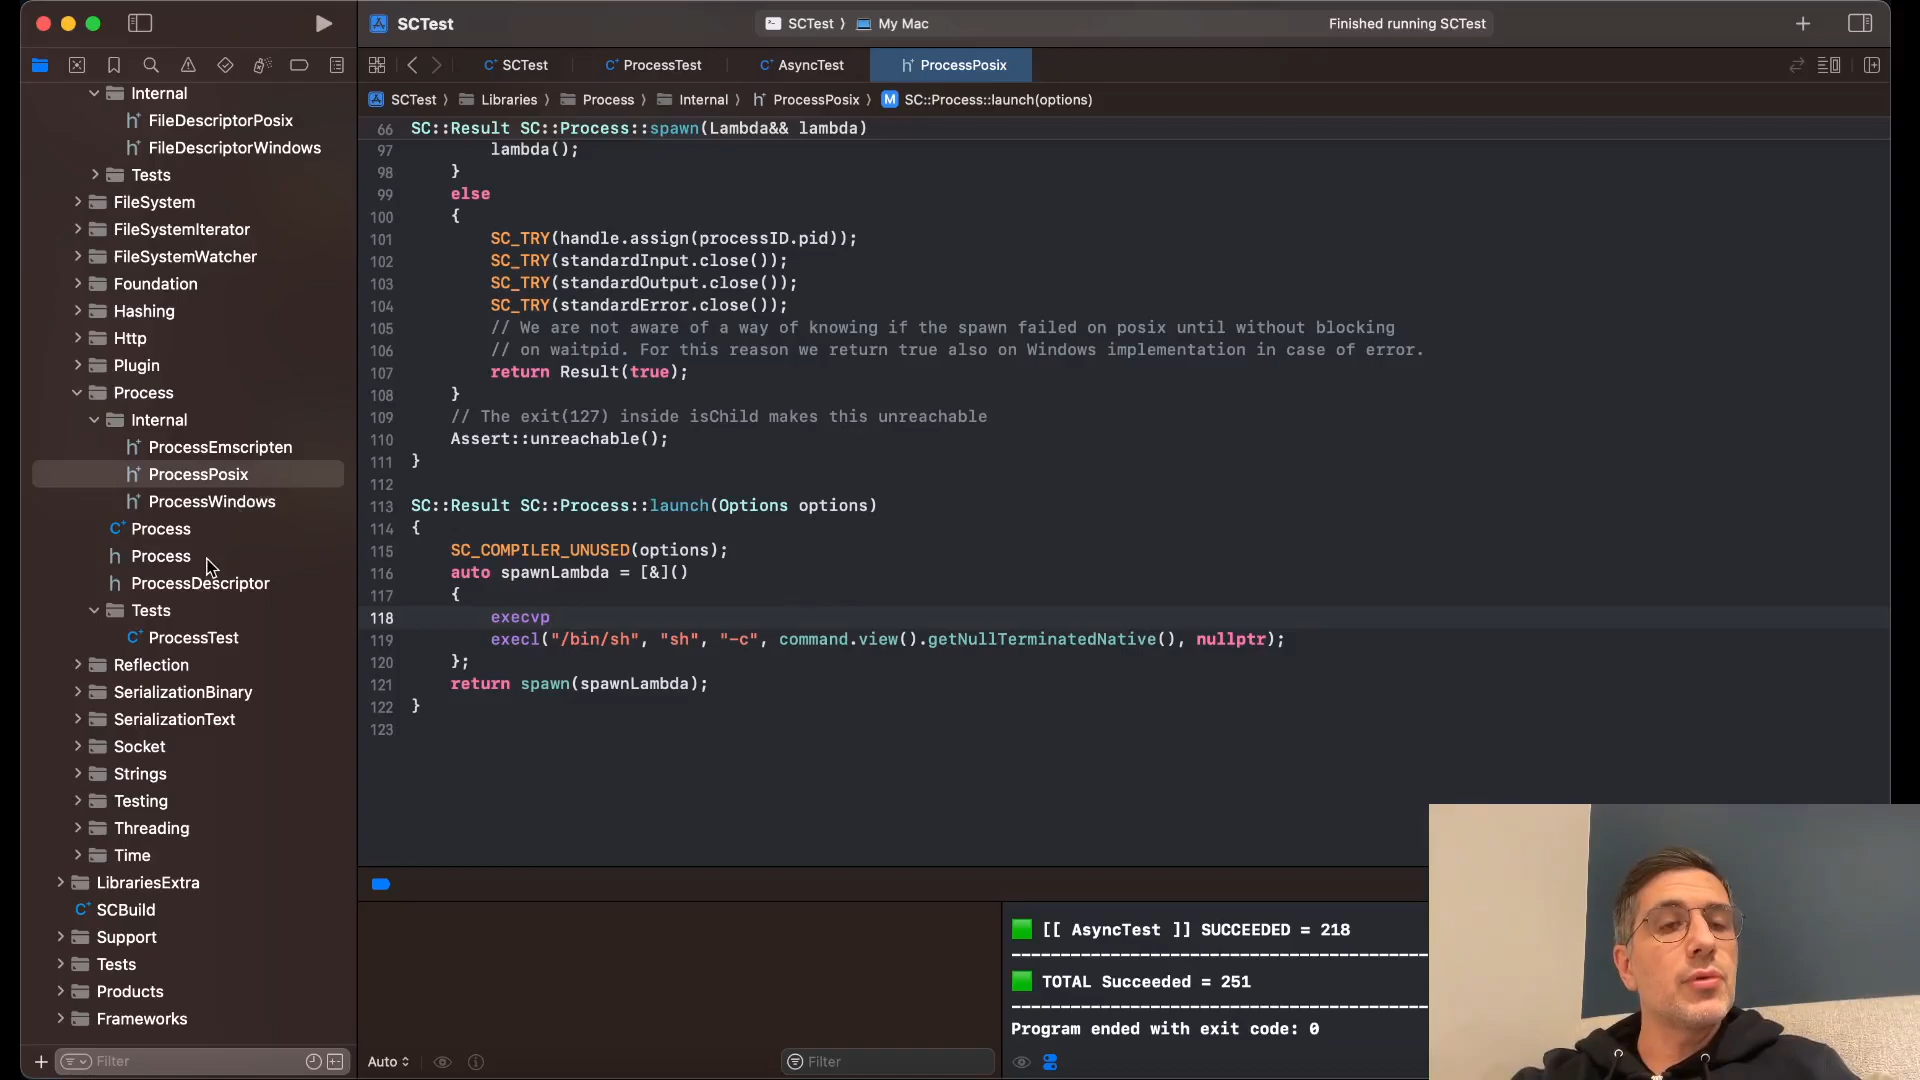 SCTest
SCTest
My Mac
Finished running SCTest
SCTest
ProcessTest
AsyncTest
ProcessPosix
SCTest
Libraries
Process
Internal
ProcessPosix
M SC::Process::launch(options)
Internal
FileDescriptorPosix
FileDescriptorWindows
Tests
FileSystem
FileSystemIterator
FileSystemWatcher
Foundation
Hashing
Http
Plugin
Process
Internal
ProcessEmscripten
ProcessPosix
ProcessWindows
Process
Process
ProcessDescriptor
Tests
ProcessTest
Reflection
SerializationBinary
SerializationText
Socket
Strings
Testing
Threading
Time
LibrariesExtra
SCBuild
Support
Tests
Products
Frameworks
Filter
66 SC::Result SC::Process::spawn(Lambda&& lambda)
97 lambda();
98 }
99 else
100 {
101 SC_TRY(handle.assign(processID.pid));
102 SC_TRY(standardInput.close());
103 SC_TRY(standardOutput.close());
104 SC_TRY(standardError.close());
105 // We are not aware of a way of knowing if the spawn failed on posix until without blocking
106 // on waitpid. For this reason we return true also on Windows implementation in case of error.
107 return Result(true);
108 }
109 // The exit(127) inside isChild makes this unreachable
110 Assert::unreachable();
111 }
112
113 SC::Result SC::Process::launch(Options options)
114 {
115 SC_COMPILER_UNUSED(options);
116 auto spawnLambda = [&]()
117 {
118 execvp
119 execl("/bin/sh", "sh", "-c", command.view().getNullTerminatedNative(), nullptr);
120 };
121 return spawn(spawnLambda);
122 }
123
Auto
Filter
[[ AsyncTest ]] SUCCEEDED = 218
TOTAL Succeeded = 251
Program ended with exit code: 0